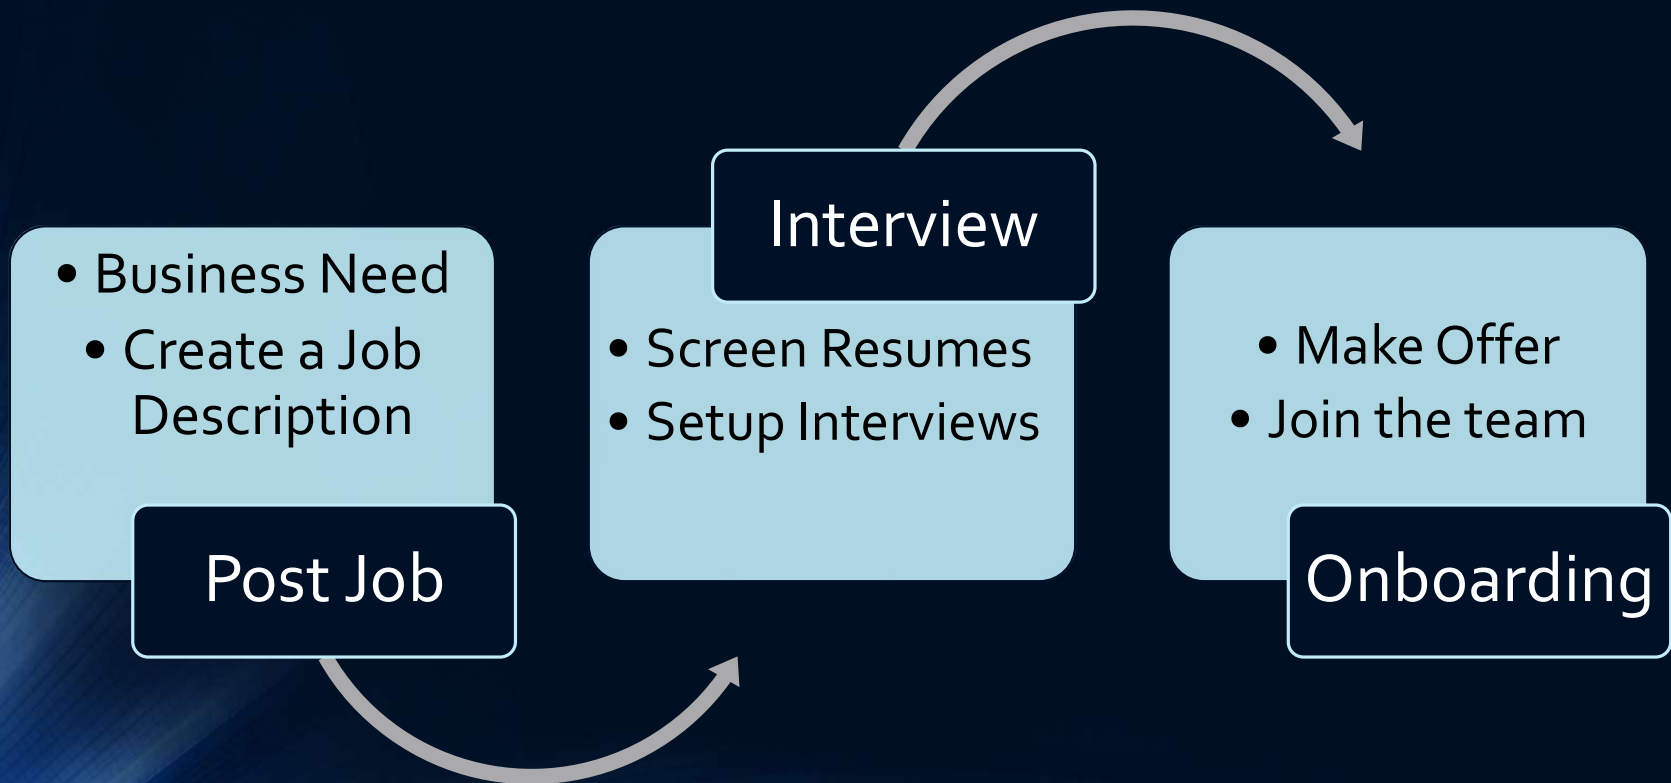 • Business Need
• Create a Job
Description
Post Job
Interview
• Screen Resumes
• Setup Interviews
• Make Offer
• Join the team
Onboarding